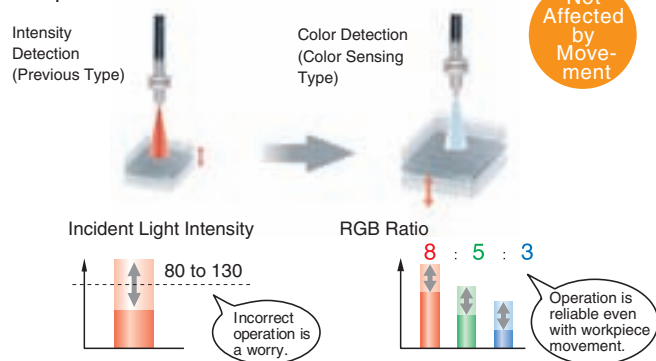 Not
Affected
by
Move-
ment
Intensity
Detection
(Previous Type)
Color Detection
(Color Sensing
Type)
Incident Light Intensity
80 to 130
Incorrect
operation is
a worry.
RGB Ratio
8 : 5 : 3
Operation is
reliable even
with workpiece
movement.